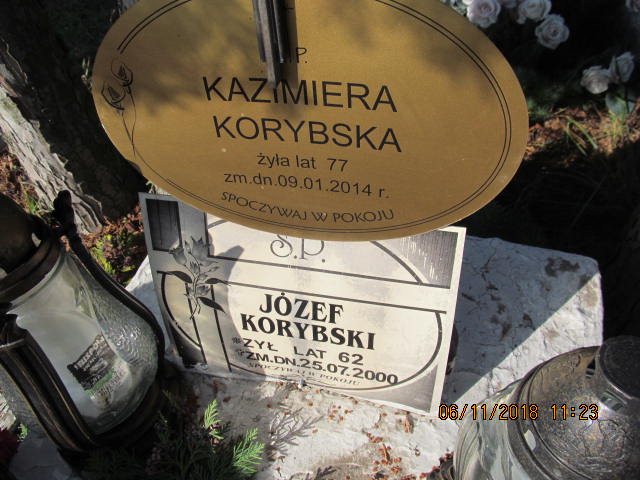 P.
KAZIMIERA
KORYBSKA
żyła lat 77
zm.dn.09.01.2014 r.
SPOCZYWAJ W POKOJU
Ś.P.
JÓZEF
KORYBSKI
ŻYŁ LAT 62
ZM.DN.25.07.2000
SPOCZYWAJ W POKOJU
06/11/2018 11:23